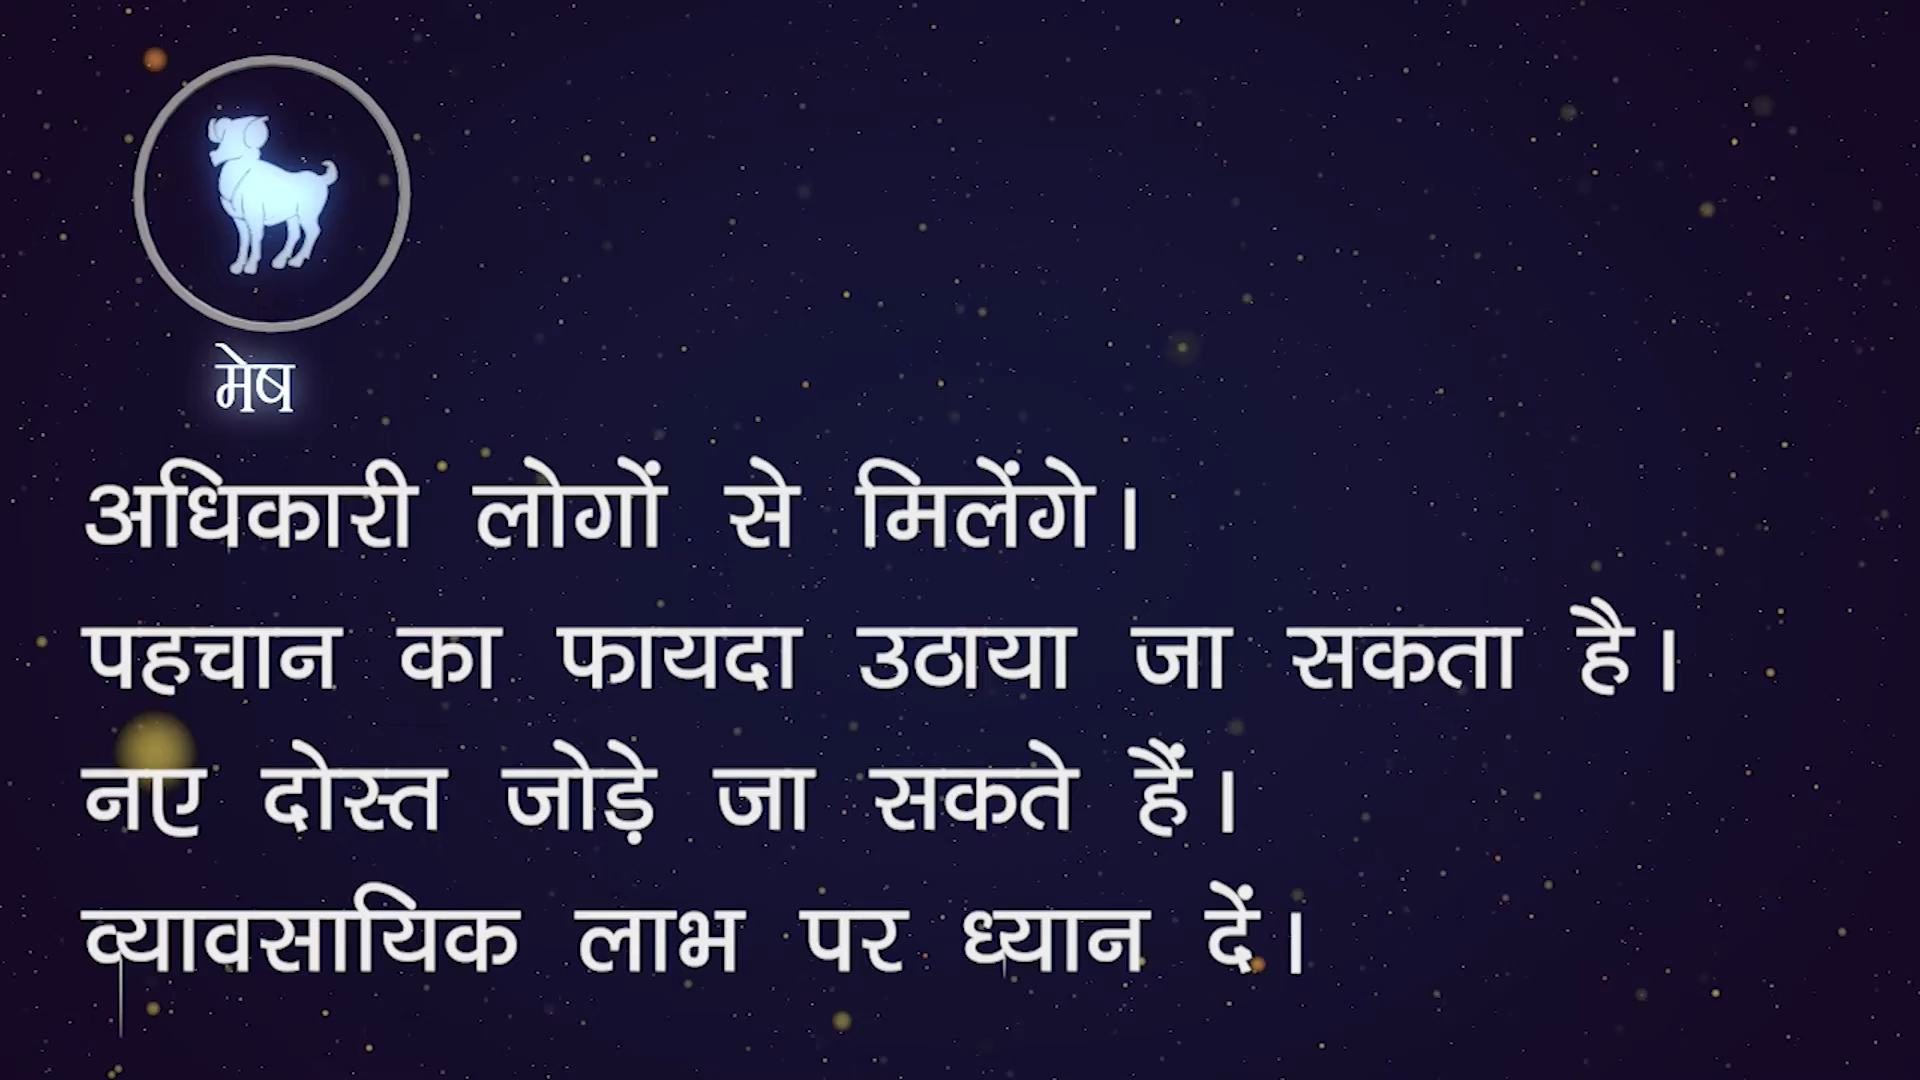 मेष
अधिकारी लोगों से मिलेंगे।
पहचान का फायदा उठाया जा सकता है।
नए दोस्त जोड़े जा सकते हैं।
व्यावसायिक लाभ पर ध्यान दें।